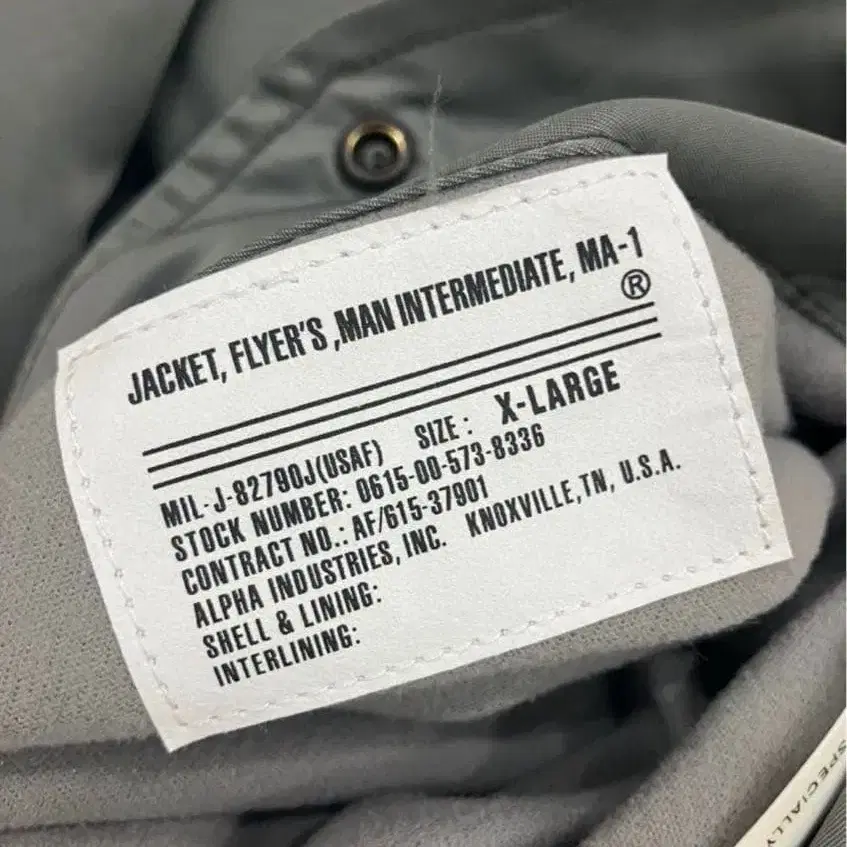 JACKET, FLYER'S ,MAN INTERMEDIATE, MA-1
®
MIL-J-82790J(USAF) SIZE : X-LARGE
STOCK NUMBER: 0615-00-573-8336
CONTRACT NO.: AF/615-37901
ALPHA INDUSTRIES, INC. KNOXVILLE,TN, U.S.A.
SHELL & LINING:
INTERLINING:
SPECIALLY